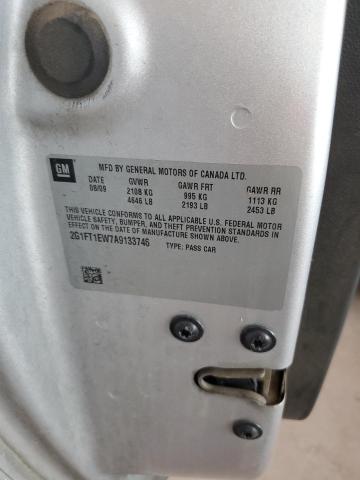 GM
MFD BY GENERAL MOTORS OF CANADA LTD.
DATE GVWR GAWR FRT GAWR RR
08/09 2108 KG 995 KG 1113 KG
4646 LB 2193 LB 2453 LB
THIS VEHICLE CONFORMS TO ALL APPLICABLE U.S. FEDERAL MOTOR
VEHICLE SAFETY, BUMPER, AND THEFT PREVENTION STANDARDS
IN EFFECT ON THE DATE OF MANUFACTURE SHOWN ABOVE.
2G1FT1EW7A9133746 TYPE: PASS CAR